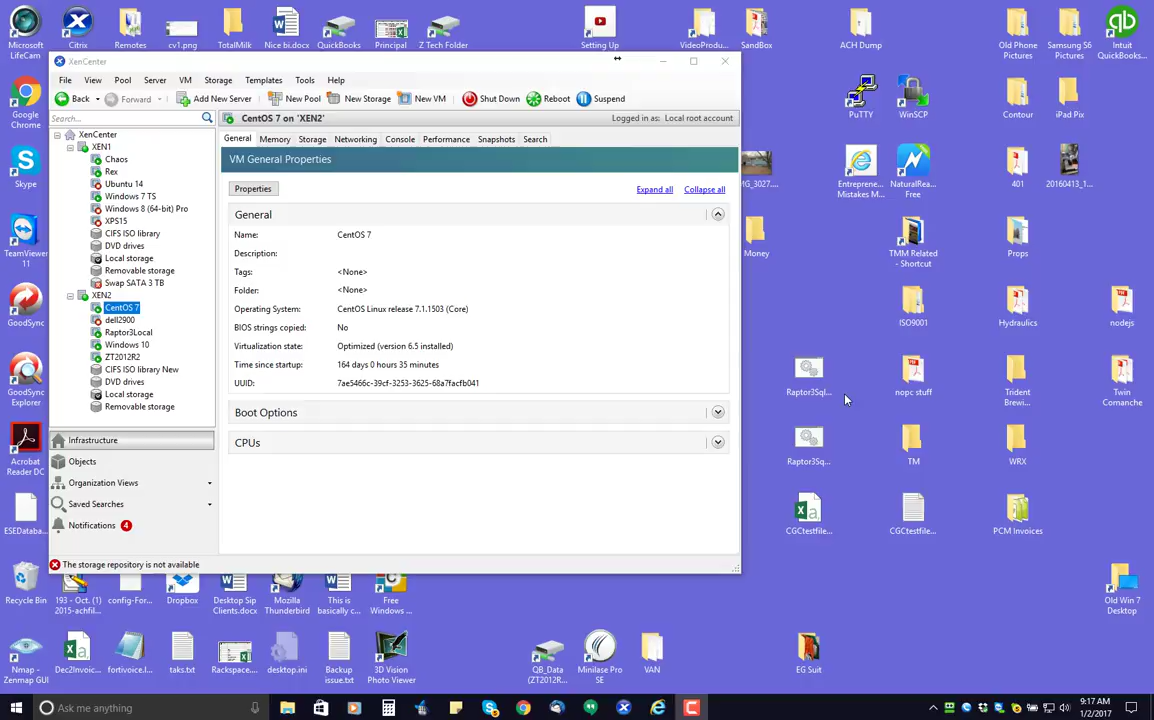 Microsoft LifeCam
Citrix
Remotes
cv1.png
TotalMilk
Nice bi.docx
QuickBooks
Principal
Z Tech Folder
Setting Up
VideoProdu...
SandBox
ACH Dump
Old Phone Pictures
Samsung S6 Pictures
Intuit QuickBooks...
XenCenter
File View Pool Server VM Storage Templates Tools Help
Back Forward Add New Server New Pool New Storage New VM Shut Down Reboot Suspend
Search...
CentOS 7 on 'XEN2'
Logged in as: Local root account
General Memory Storage Networking Console Performance Snapshots Search
VM General Properties
Properties
Expand all Collapse all
XenCenter
XEN1
Chaos
Rex
Ubuntu 14
Windows 7 TS
Windows 8 (64-bit) Pro
XPS15
CIFS ISO library
DVD drives
Local storage
Removable storage
Swap SATA 3 TB
XEN2
CentOS 7
dell2900
Raptor3Local
Windows 10
ZT2012R2
CIFS ISO library New
DVD drives
Local storage
Removable storage
Infrastructure
Objects
Organization Views
Saved Searches
Notifications 4
General
Name: CentOS 7
Description:
Tags: <None>
Folder: <None>
Operating System: CentOS Linux release 7.1.1503 (Core)
BIOS strings copied: No
Virtualization state: Optimized (version 6.5 installed)
Time since startup: 164 days 0 hours 35 minutes
UUID: 7ae5466c-39cf-3253-3625-68a7facfb041
Boot Options
CPUs
The storage repository is not available
Google Chrome
Skype
TeamViewer 11
GoodSync
GoodSync Explorer
Acrobat Reader DC
ESEDataba...
Recycle Bin
Nmap - Zenmap GUI
PuTTY
WinSCP
Contour
iPad Pix
MG_3027....
Entreprene... Mistakes M...
NaturalRea... Free
401
20160413_1...
Money
TMM Related - Shortcut
Props
ISO9001
Hydraulics
nodejs
Raptor3Sql...
nopc stuff
Trident Brewi...
Twin Comanche
Raptor3Sq...
TM
WRX
CGCtestfile...
CGCtestfile...
PCM Invoices
Old Win 7 Desktop
193 - Oct. (1) 2015-achfil...
config-For...
Dropbox
Desktop Sip Clients.docx
Mozilla Thunderbird
This is basically c...
Free Windows ...
Dec2Invoic...
fortivoice.l...
taks.txt
Rackspace....
desktop.ini
Backup issue.txt
3D Vision Photo Viewer
QB_Data (ZT2012R...
Minilase Pro SE
VAN
EG Suit
Ask me anything
9:17 AM
1/2/2017